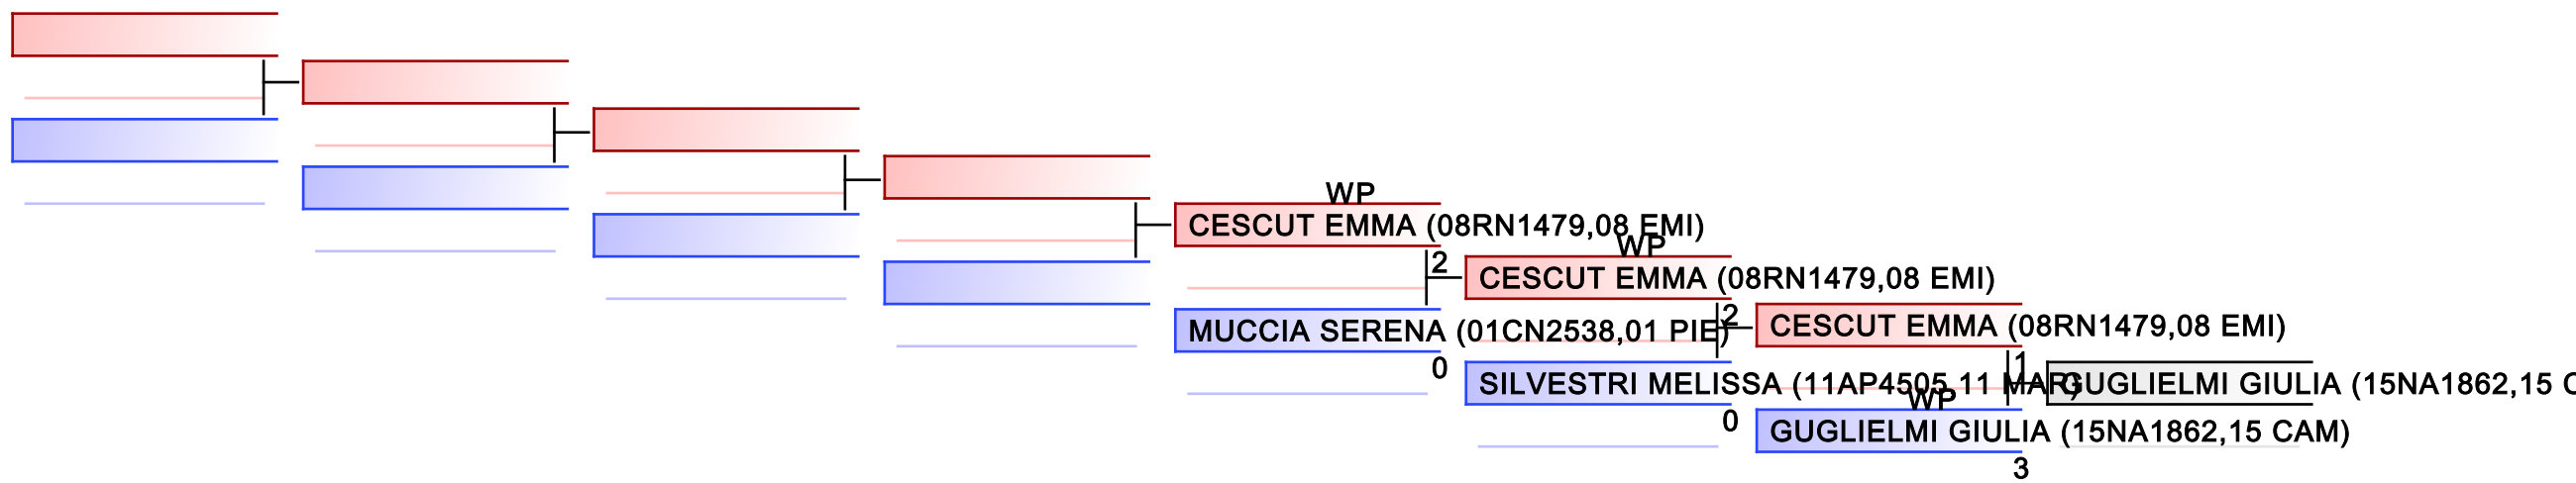 WP
CESCUT EMMA (08RN1479,08 EMI)
2
MUCCIA SERENA (01CN2538,01 PIE)
0
WP
CESCUT EMMA (08RN1479,08 EMI)
2
SILVESTRI MELISSA (11AP4505,11 MAR)
0
CESCUT EMMA (08RN1479,08 EMI)
1
WP
GUGLIELMI GIULIA (15NA1862,15 CAM)
3
GUGLIELMI GIULIA (15NA1862,15 C